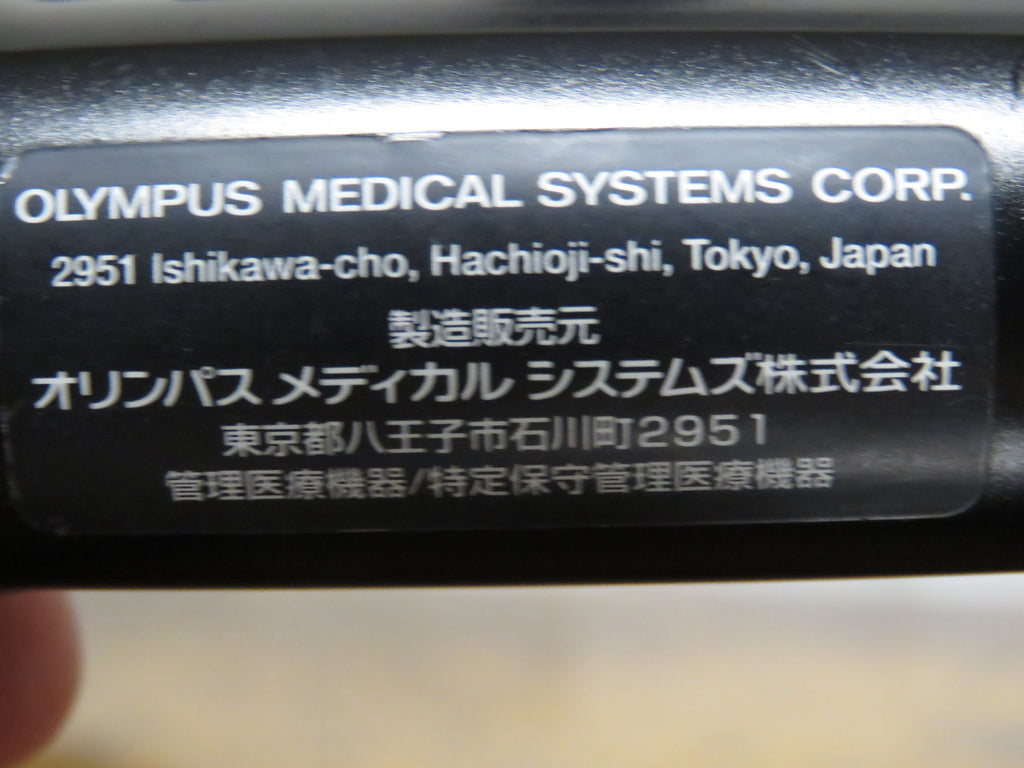 OLYMPUS MEDICAL SYSTEMS CORP.
2951 Ishikawa-cho, Hachioji-shi, Tokyo, Japan
製造販売元
オリンパス メディカル システムズ株式会社
東京都八王子市石川町2951
管理医療機器/特定保守管理医療機器